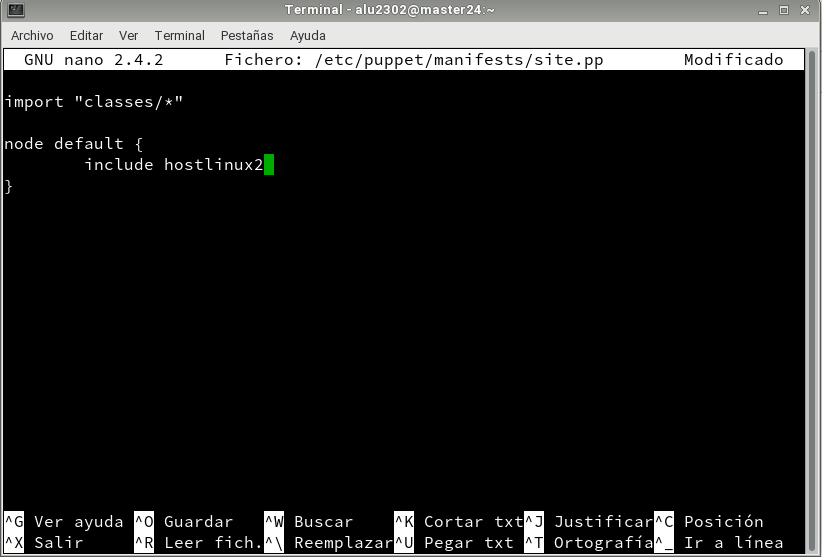 Terminal - alu2302@master24:~
Archivo Editar Ver Terminal Pestañas Ayuda
GNU nano 2.4.2 Fichero: /etc/puppet/manifests/site.pp Modificado
import "classes/*"
node default {
include hostlinux2
}
^G Ver ayuda ^O Guardar ^W Buscar ^K Cortar txt ^J Justificar ^C Posición
^X Salir ^R Leer fich. ^\ Reemplazar ^U Pegar txt ^T Ortografía ^_ Ir a línea